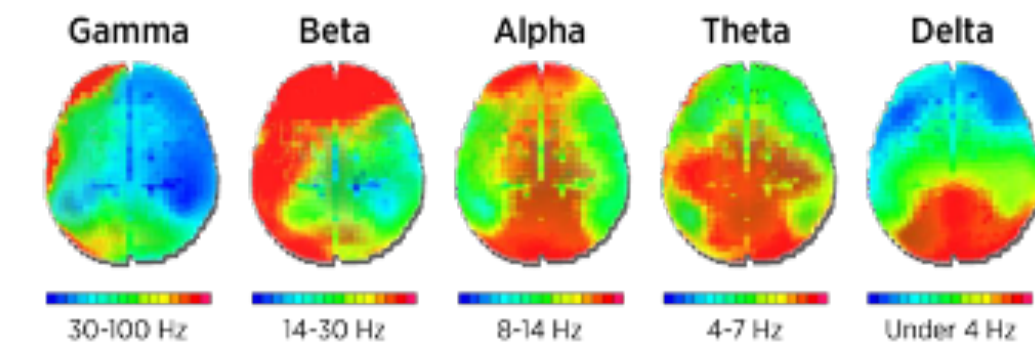 Gamma Beta Alpha Theta Delta
30-100 Hz 14-30 Hz 8-14 Hz 4-7 Hz Under 4 Hz